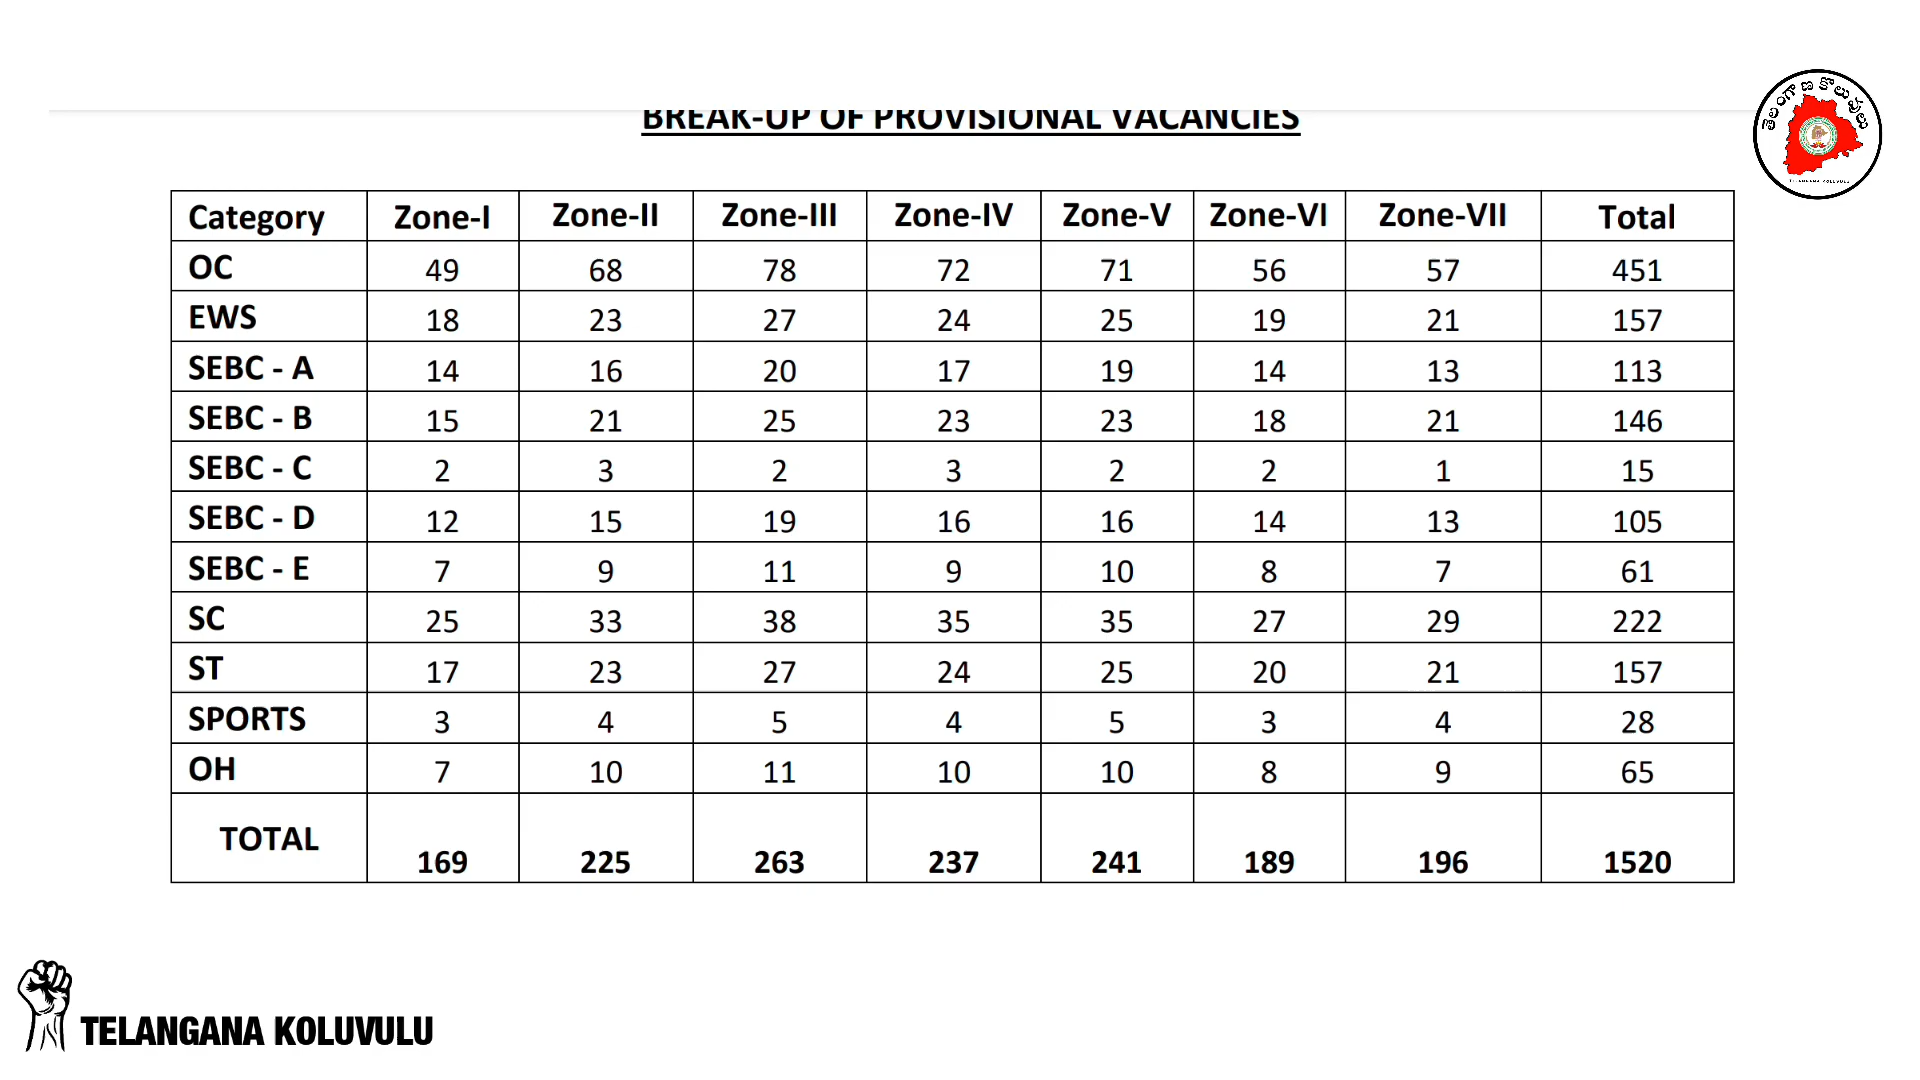 BREAK-UP OF PROVISIONAL VACANCIES
తెలంగాణ కొలువులు
TELANGANA KOLUVULU
Category Zone-I Zone-II Zone-III Zone-IV Zone-V Zone-VI Zone-VII Total
OC 49 68 78 72 71 56 57 451
EWS 18 23 27 24 25 19 21 157
SEBC - A 14 16 20 17 19 14 13 113
SEBC - B 15 21 25 23 23 18 21 146
SEBC - C 2 3 2 3 2 2 1 15
SEBC - D 12 15 19 16 16 14 13 105
SEBC - E 7 9 11 9 10 8 7 61
SC 25 33 38 35 35 27 29 222
ST 17 23 27 24 25 20 21 157
SPORTS 3 4 5 4 5 3 4 28
OH 7 10 11 10 10 8 9 65
TOTAL 169 225 263 237 241 189 196 1520
TELANGANA KOLUVULU